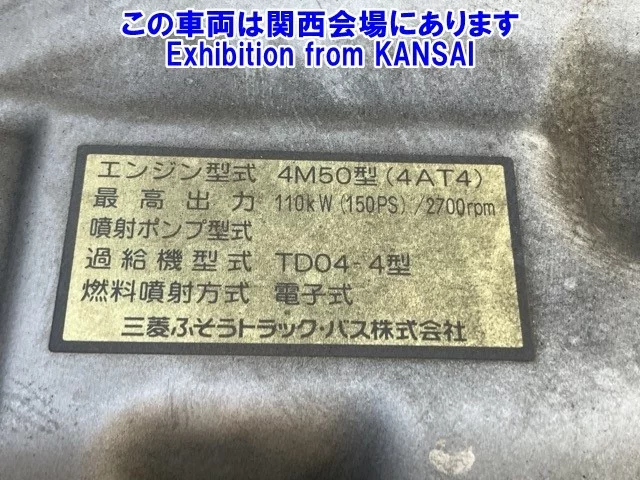 この車両は関西会場にあります
Exhibition from KANSAI
エンジン型式 4M50型(4AT4)
最高出力 110kW(150PS)/2700rpm
噴射ポンプ型式
過給機型式 TD04-4型
燃料噴射方式 電子式
三菱ふそうトラック・バス株式会社